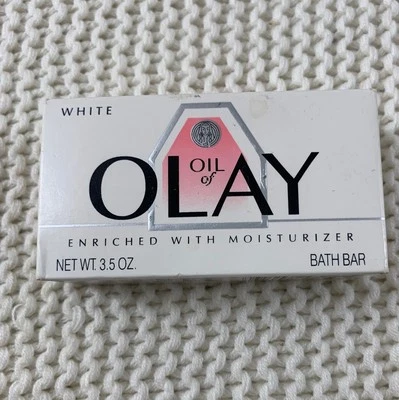 WHITE
OIL
of
OLAY
ENRICHED WITH MOISTURIZER
NET WT. 3.5 OZ.
BATH BAR